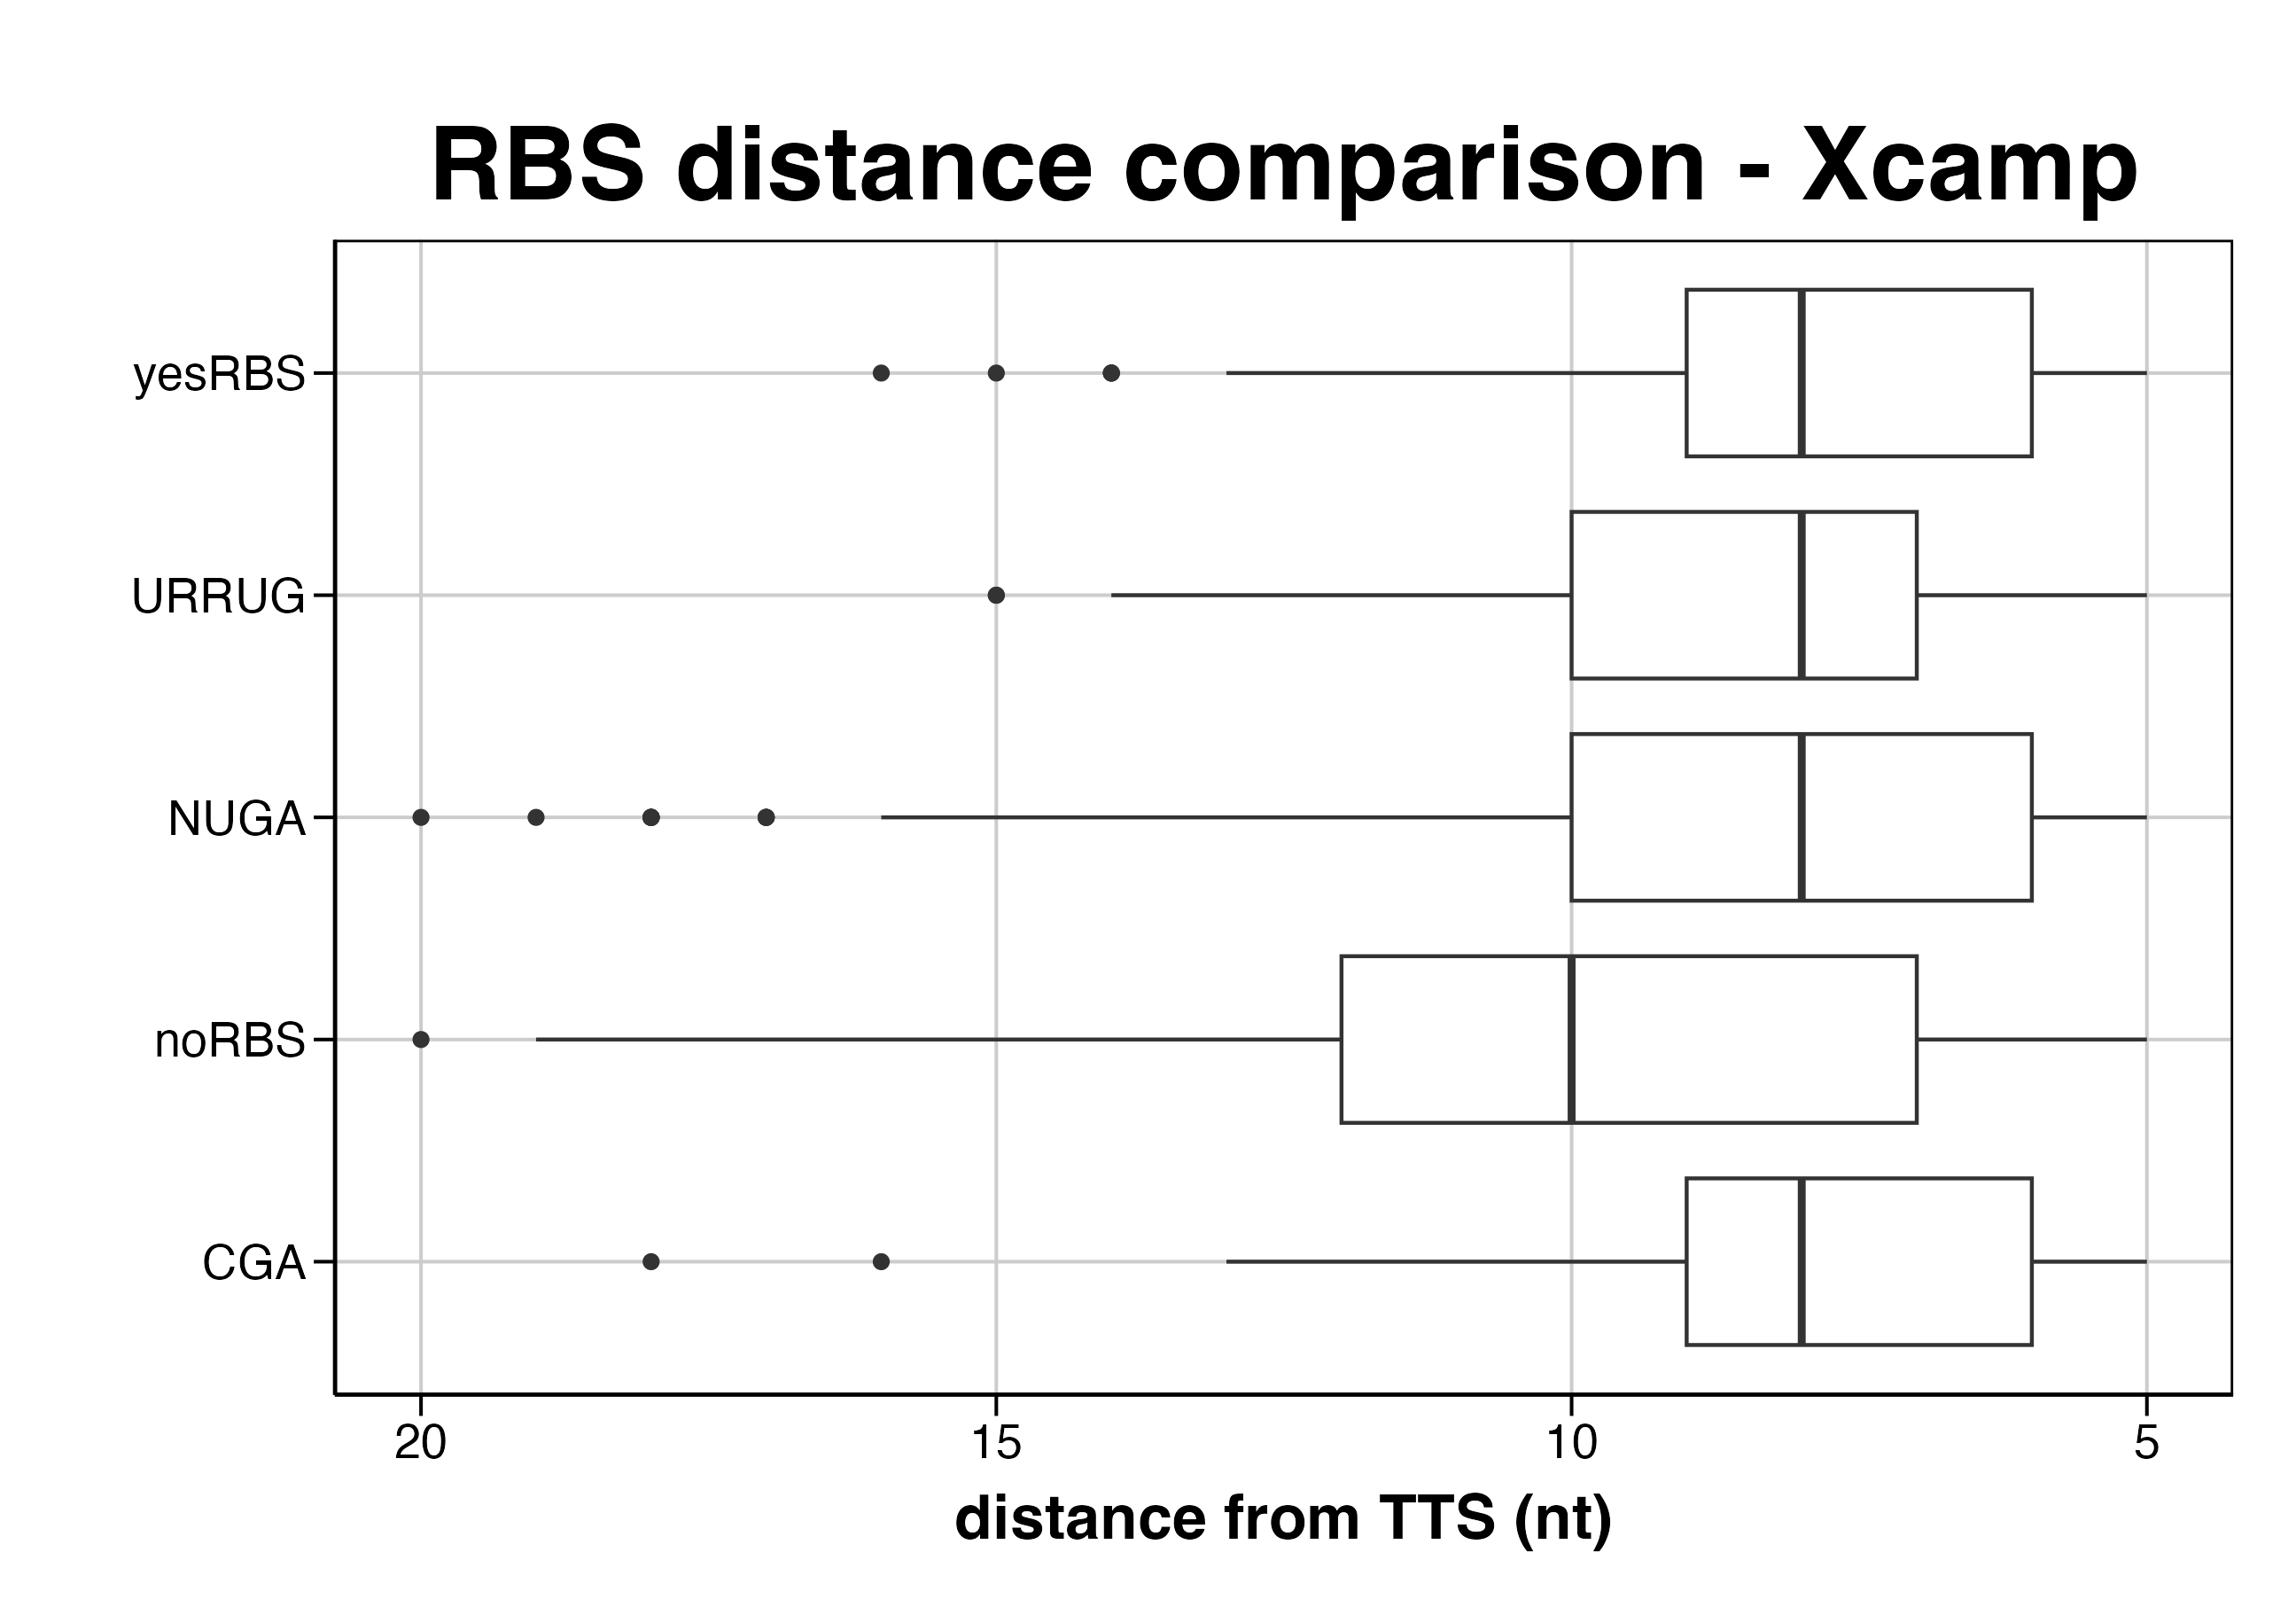 RBS distance comparison - Xcamp
yesRBS
URRUG
NUGA
noRBS
CGA
20 15 10 5
distance from TTS (nt)